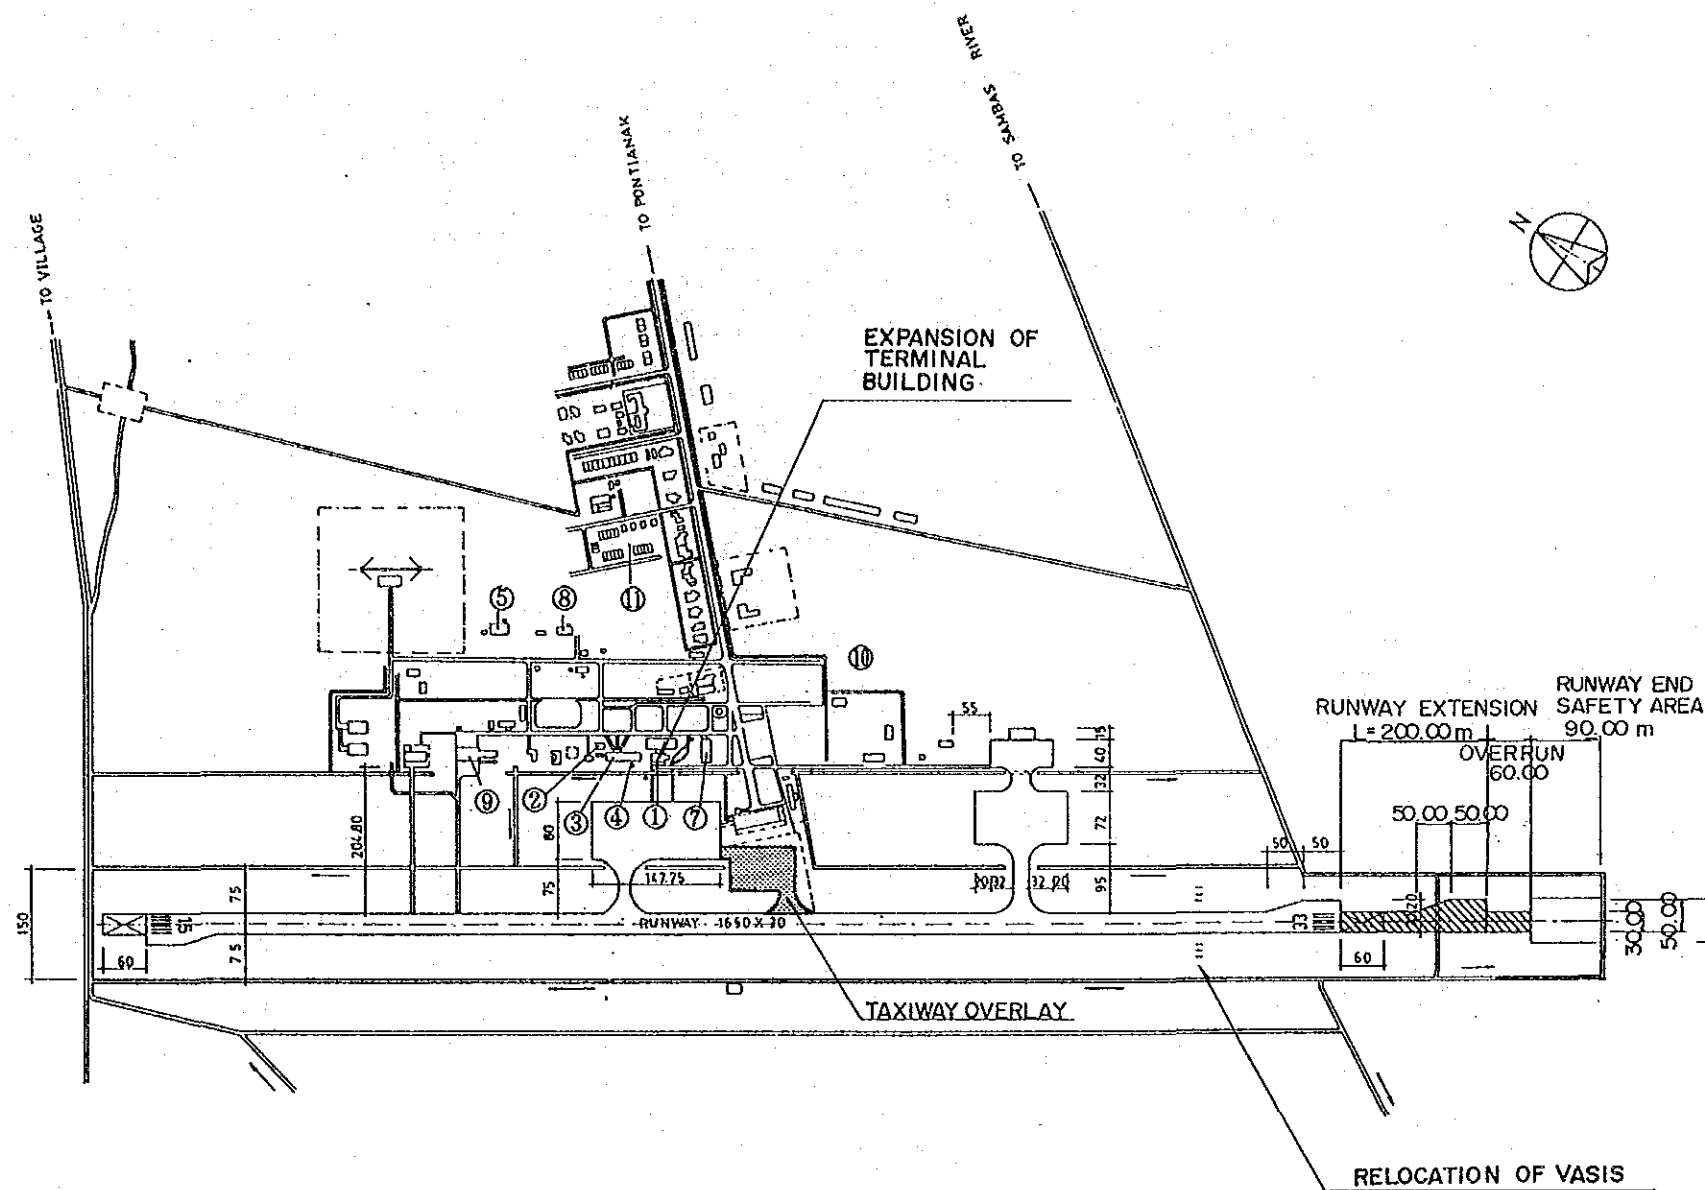 TO SAMBAS RIVER
TO PONTIANAK
TO VILLAGE
N
EXPANSION OF
TERMINAL
BUILDING
⑤
⑧
⑪
⑩
55
15
40
32
72
95
RUNWAY EXTENSION
L=200.00 m
RUNWAY END
SAFETY AREA
90.00 m
OVERRUN
60.00
50.00 50.00
50 50
⑨
②
③
④
①
⑦
204.80
80
75
147.75
32 32 20
150
75
75
15
60
RUNWAY 1650 X 30
33
20
60
30.00
50.00
TAXIWAY OVERLAY
RELOCATION OF VASIS